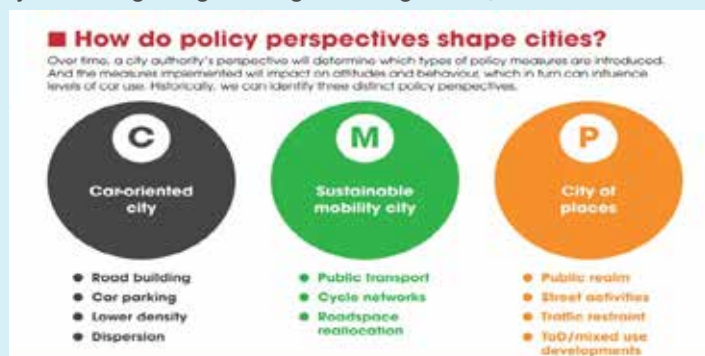 How do policy perspectives shape cities?
Over time, a city authority's perspective will determine which types of policy measures are introduced.
And the measures implemented will impact on attitudes and behaviour, which in turn can influence
levels of car use. Historically, we can identify three distinct policy perspectives.
C
Car-oriented
city
Road building
Car parking
Lower density
Dispersion
M
Sustainable
mobility city
Public transport
Cycle networks
Roadspace
reallocation
P
City of
places
Public realm
Street activities
Traffic restraint
ToD/mixed use
developments